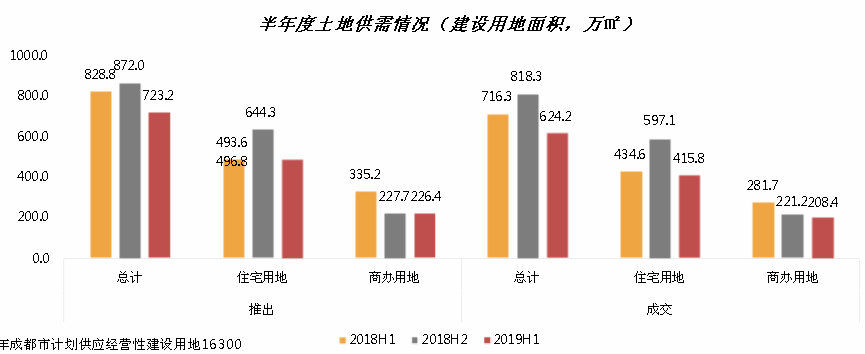 半年度土地供需情况（建设用地面积，万㎡）
1000.0
800.0
600.0
400.0
200.0
0.0
828.8 872.0 723.2
493.6 496.8 644.3
335.2 227.7 226.4
716.3 818.3 624.2
434.6 597.1 415.8
281.7 221.2 208.4
总计 住宅用地 商办用地 总计 住宅用地 商办用地
推出 成交
2018H1 2018H2 2019H1
年成都市计划供应经营性建设用地16300